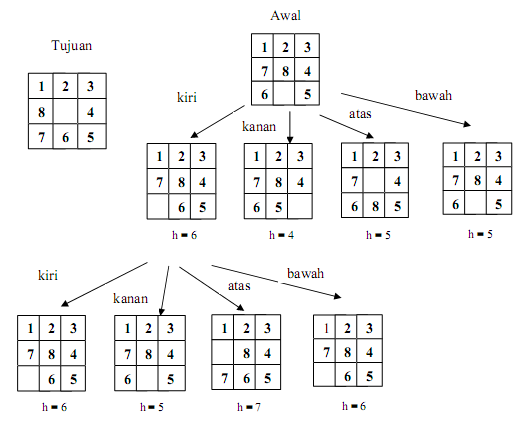 Awal
Tujuan
1 2 3
7 8 4
6 5
1 2 3
8 4
7 6 5
kiri
kanan
atas
bawah
1 2 3
7 8 4
6 5
h = 6
1 2 3
7 8 4
6 5
h = 4
1 2 3
7 4
6 8 5
h = 5
1 2 3
7 8 4
6 5
h = 5
kiri
kanan
atas
bawah
1 2 3
7 8 4
6 5
h = 6
1 2 3
7 8 4
6 5
h = 5
1 2 3
8 4
7 6 5
h = 7
1 2 3
7 8 4
6 5
h = 6